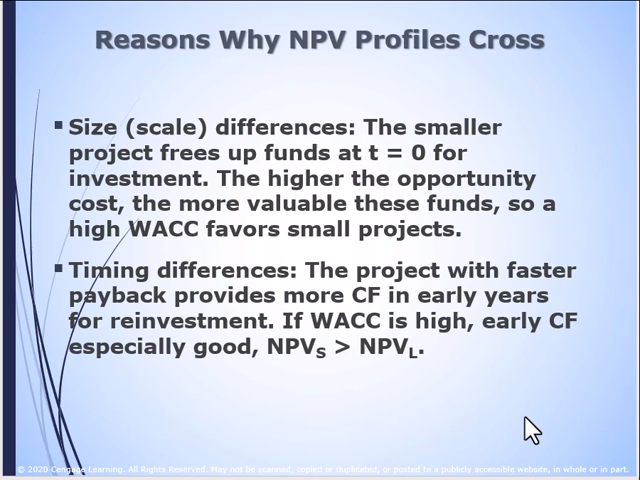 Reasons Why NPV Profiles Cross
▪ Size (scale) differences: The smaller
project frees up funds at t = 0 for
investment. The higher the opportunity
cost, the more valuable these funds, so a
high WACC favors small projects.
▪ Timing differences: The project with faster
payback provides more CF in early years
for reinvestment. If WACC is high, early CF
especially good, NPVS > NPVL.
© 2020 Cengage Learning. All Rights Reserved. May not be scanned, copied or duplicated, or posted to a publicly accessible website, in whole or in part.